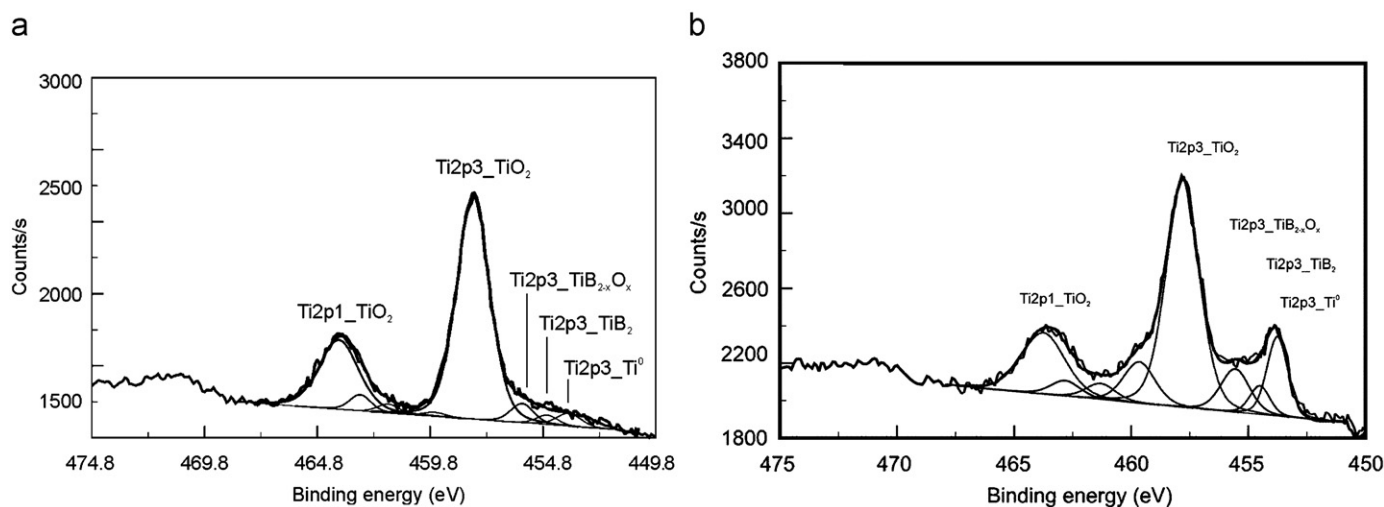 a
3000
2500
2000
1500
Counts/s
474.8 469.8 464.8 459.8 454.8 449.8
Binding energy (eV)
Ti2p1_TiO₂
Ti2p3_TiO₂
Ti2p3_TiB₂₋ₓOₓ
Ti2p3_TiB₂
Ti2p3_Ti⁰
b
3800
3400
3000
2600
2200
1800
Counts/s
475 470 465 460 455 450
Binding energy (eV)
Ti2p1_TiO₂
Ti2p3_TiO₂
Ti2p3_TiB₂₋ₓOₓ
Ti2p3_TiB₂
Ti2p3_Ti⁰